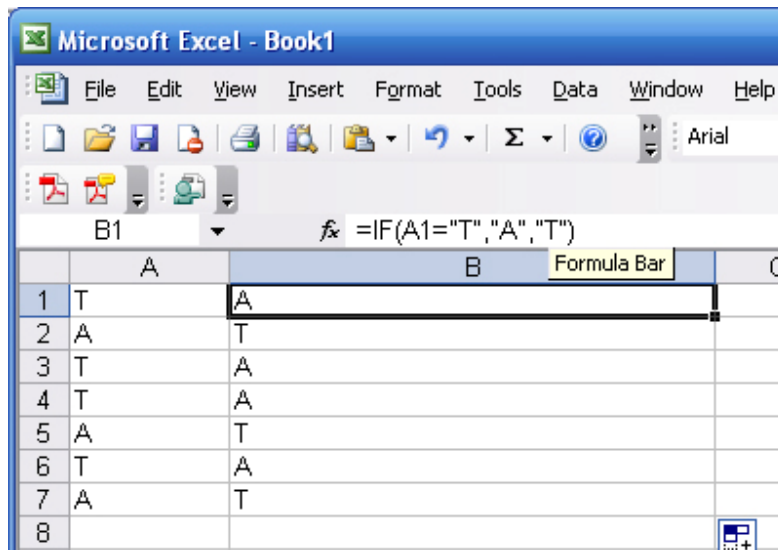 Microsoft Excel - Book1
File Edit View Insert Format Tools Data Window Help
Σ Arial
B1 fx =IF(A1="T","A","T")
Formula Bar
A B
1 T A
2 A T
3 T A
4 T A
5 A T
6 T A
7 A T
8